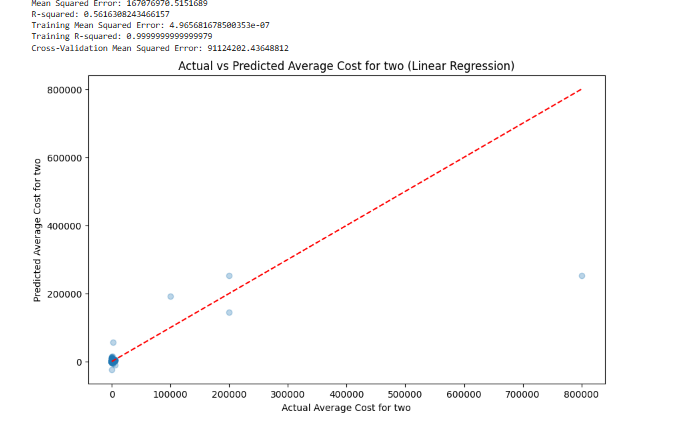 Mean Squared Error: 167076970.5151689
R-squared: 0.5616308243466157
Training Mean Squared Error: 4.965681678500353e-07
Training R-squared: 0.9999999999999979
Cross-Validation Mean Squared Error: 91124202.43648812
Actual vs Predicted Average Cost for two (Linear Regression)
Predicted Average Cost for two
800000
600000
400000
200000
0
0 100000 200000 300000 400000 500000 600000 700000 800000
Actual Average Cost for two